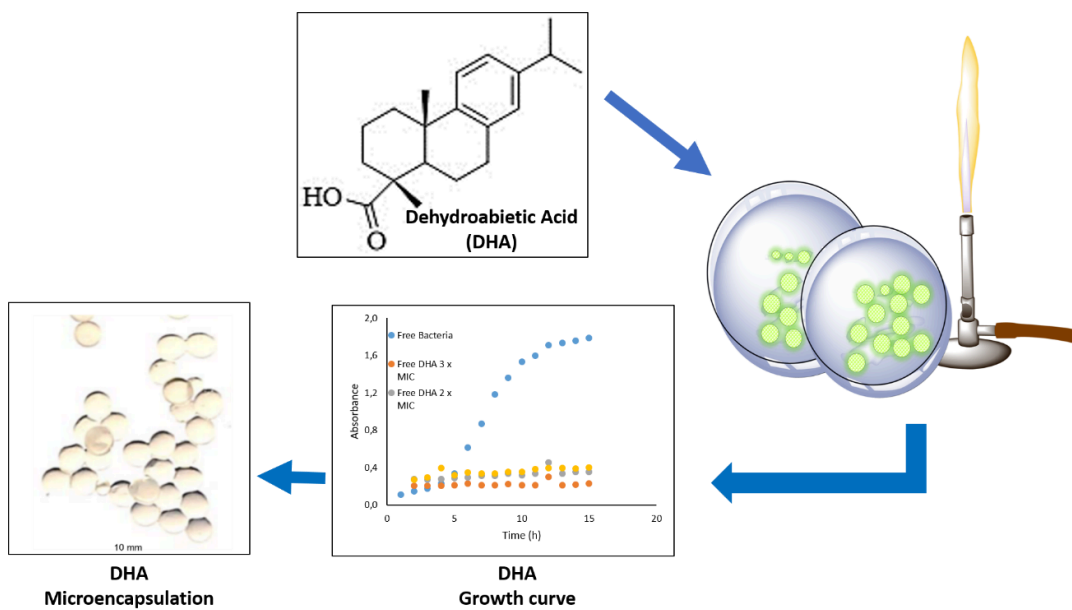 HO
O
Dehydroabietic Acid
(DHA)
2,0
1,6
1,2
0,8
0,4
0,0
Absorbance
Free Bacteria
Free DHA 3 x
MIC
Free DHA 2 x
MIC
0
5
10
15
20
Time (h)
10 mm
DHA
Microencapsulation
DHA
Growth curve